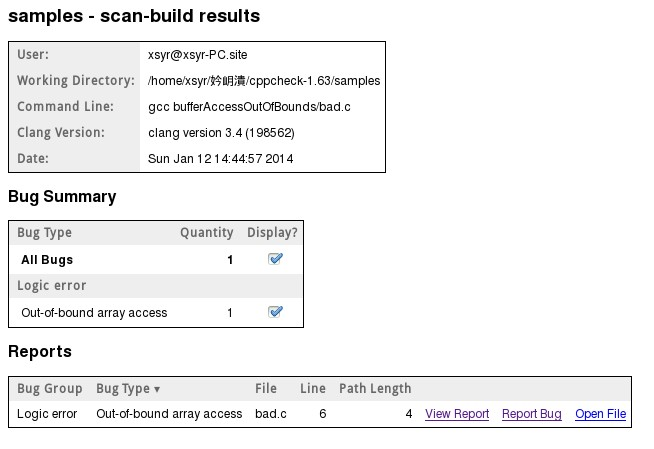 samples - scan-build results
User: xsyr@xsyr-PC.site
Working Directory: /home/xsyr/妗岄潰/cppcheck-1.63/samples
Command Line: gcc bufferAccessOutOfBounds/bad.c
Clang Version: clang version 3.4 (198562)
Date: Sun Jan 12 14:44:57 2014
Bug Summary
Bug Type Quantity Display?
All Bugs 1
Logic error
Out-of-bound array access 1
Reports
Bug Group Bug Type ▾ File Line Path Length
Logic error Out-of-bound array access bad.c 6 4 View Report Report Bug Open File